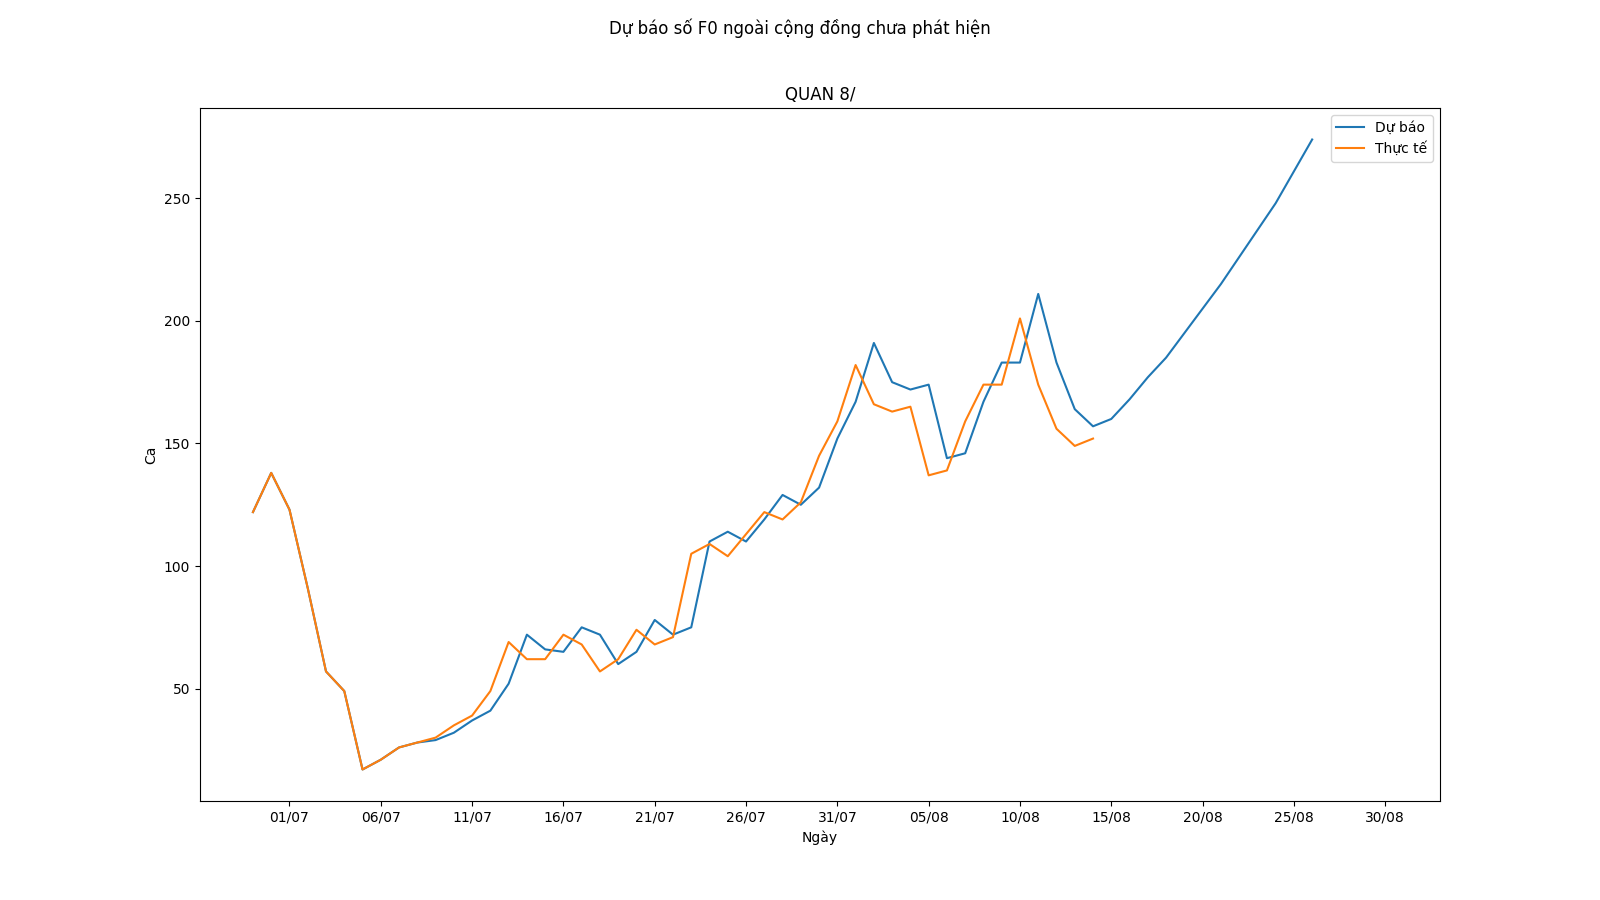 Dự báo số F0 ngoài cộng đồng chưa phát hiện
QUAN 8/
Dự báo
Thực tế
250
200
150
100
50
Ca
01/07 06/07 11/07 16/07 21/07 26/07 31/07 05/08 10/08 15/08 20/08 25/08 30/08
Ngày